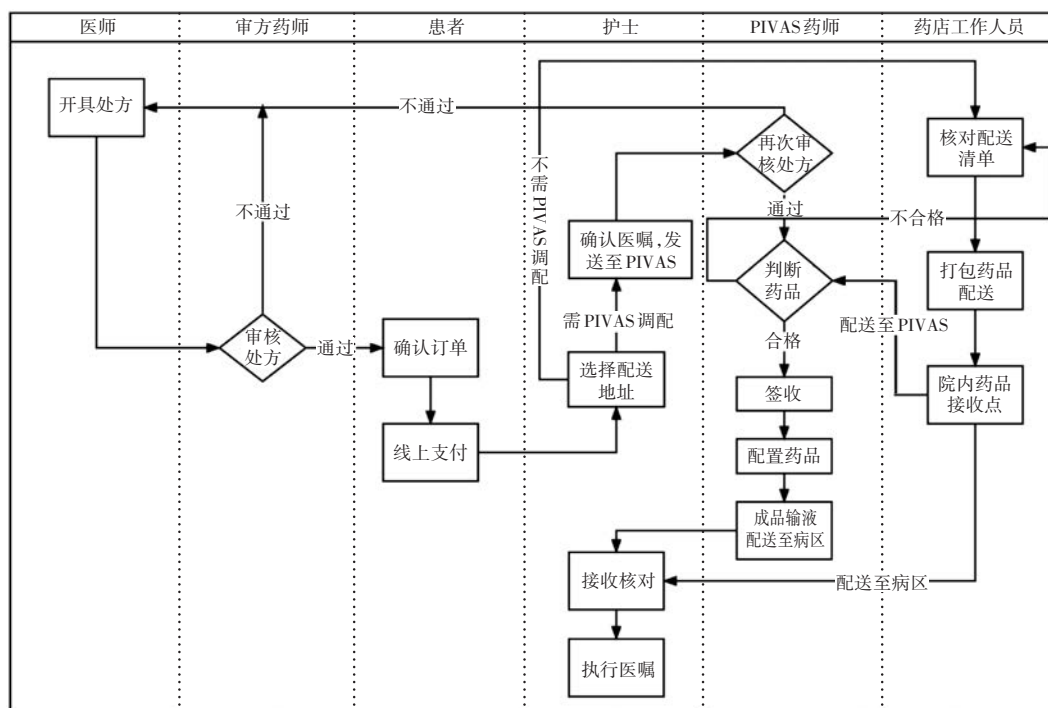 医师
审方药师
患者
护士
PIVAS药师
药店工作人员
开具处方
不通过
不通过
审核
处方
通过
确认订单
线上支付
不需PIVAS调配
确认医嘱,发
送至PIVAS
需PIVAS调配
选择配送
地址
接收核对
执行医嘱
再次审
核处方
通过
判断
药品
合格
签收
配置药品
成品输液
配送至病区
核对配送
清单
不合格
打包药品
配送
配送至PIVAS
院内药品
接收点
配送至病区